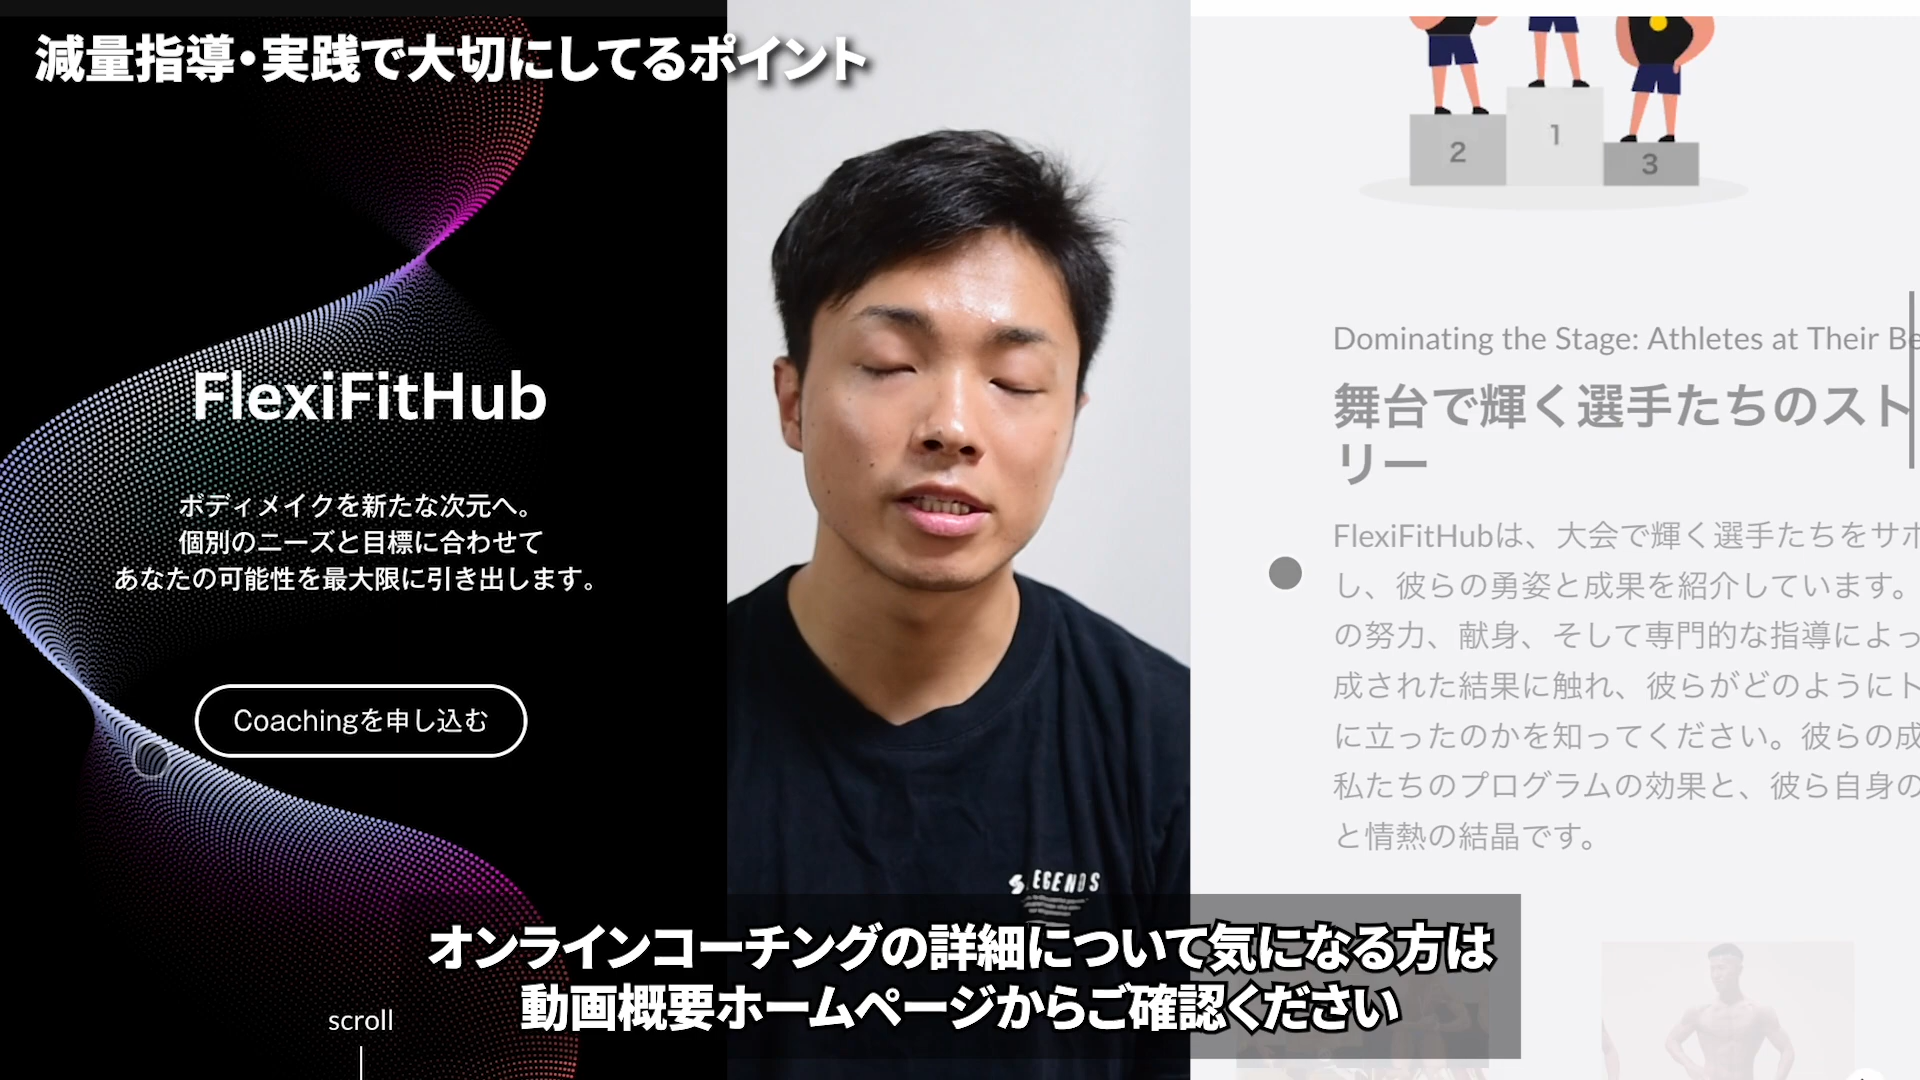 減量指導・実践で大切にしてるポイント
FlexiFitHub
ボディメイクを新たな次元へ。
個別のニーズと目標に合わせて
あなたの可能性を最大限に引き出します。
Coachingを申し込む
scroll
2
1
3
Dominating the Stage: Athletes at Their Be
舞台で輝く選手たちのスト
リー
FlexiFitHubは、大会で輝く選手たちをサポ
し、彼らの勇姿と成果を紹介しています。
の努力、献身、そして専門的な指導によっ
成された結果に触れ、彼らがどのようにト
に立ったのかを知ってください。彼らの成
私たちのプログラムの効果と、彼ら自身の
と情熱の結晶です。
オンラインコーチングの詳細について気になる方は
動画概要ホームページからご確認ください